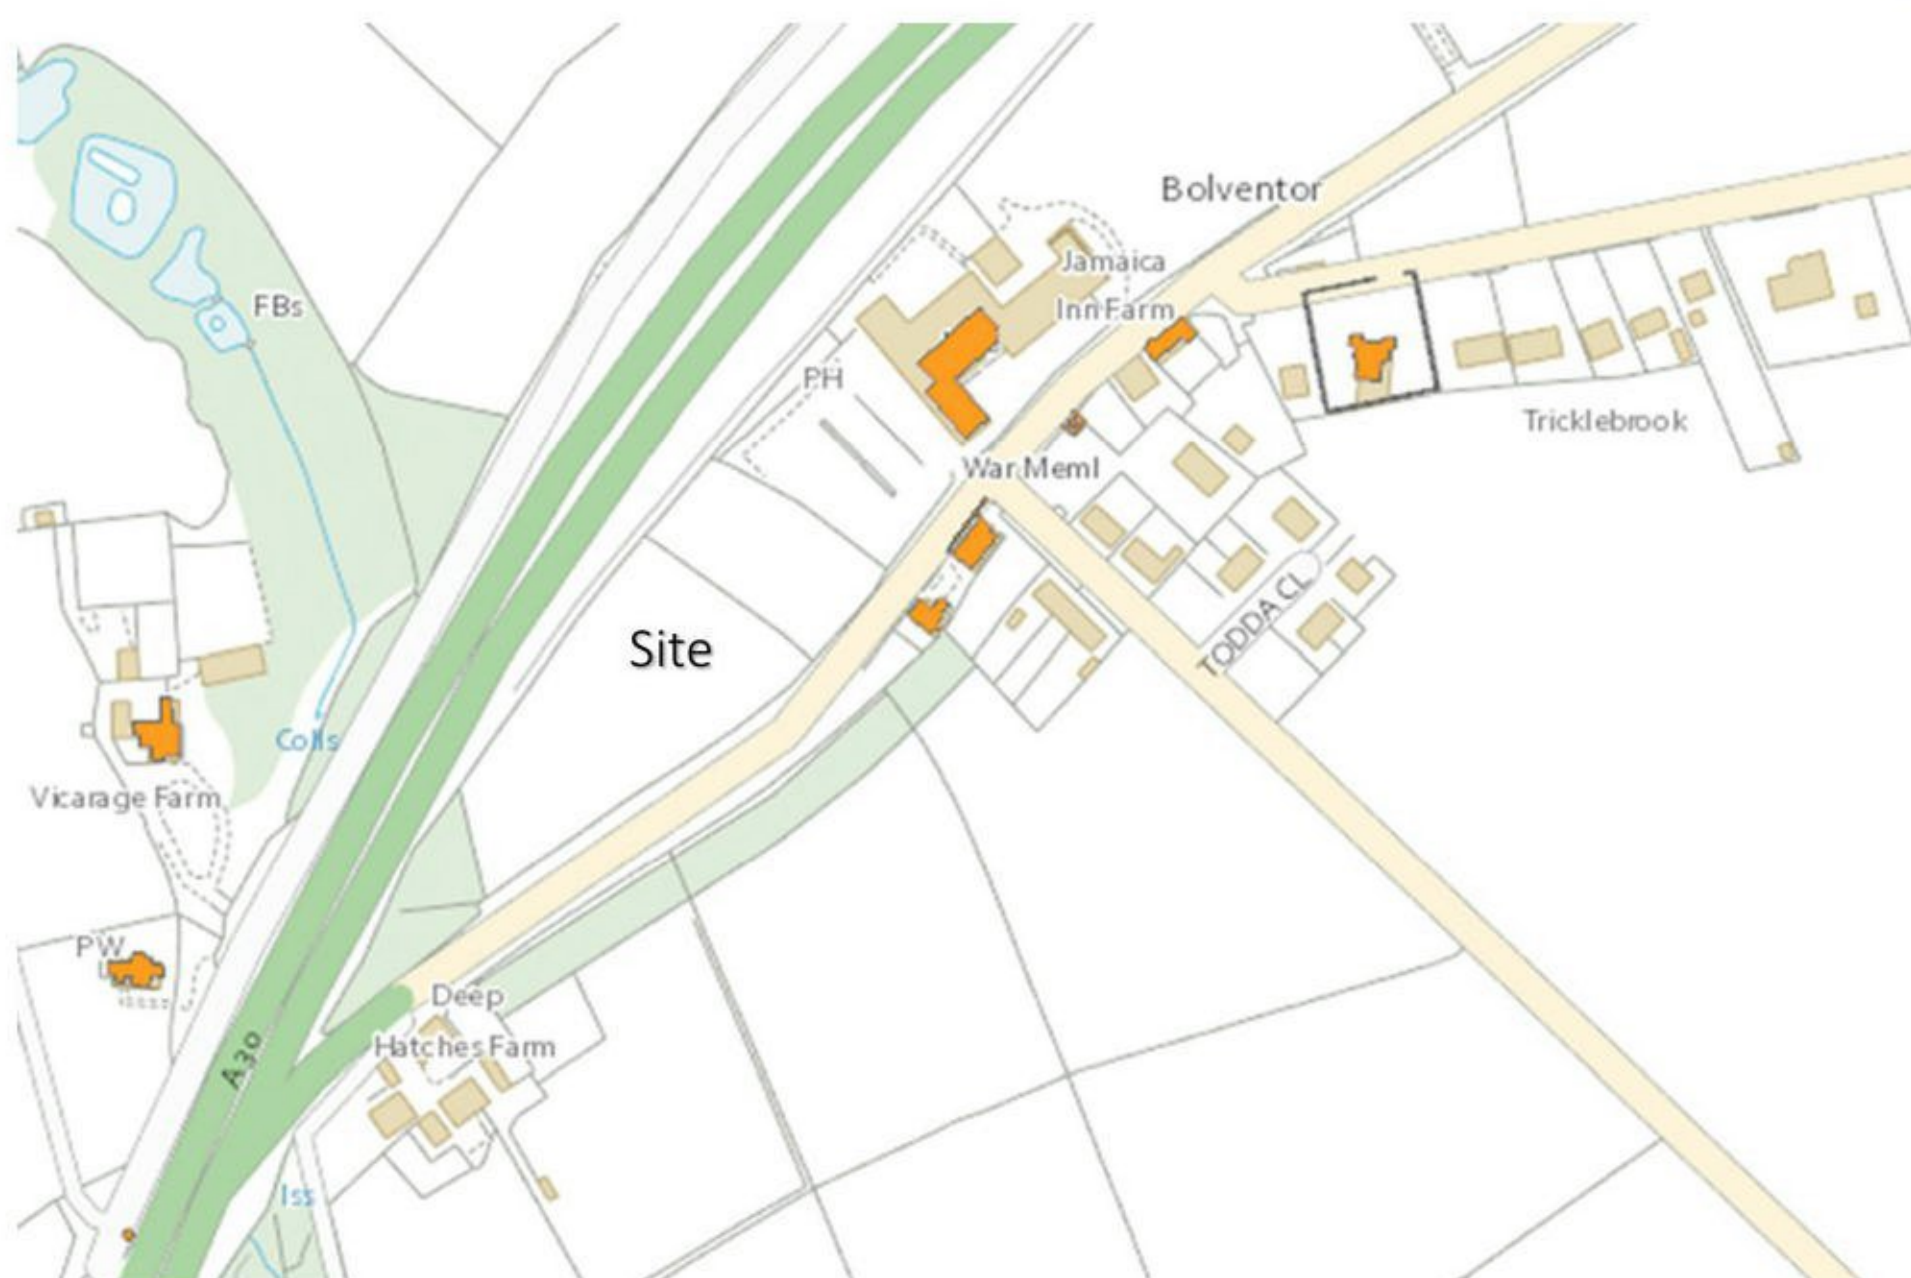 Bolventor
Jamaica
Inn Farm
FBs
PH
Tricklebrook
War Meml
TODDA CL
Site
Colls
Vicarage Farm
PW
Deep
Hatches Farm
A30
Iss